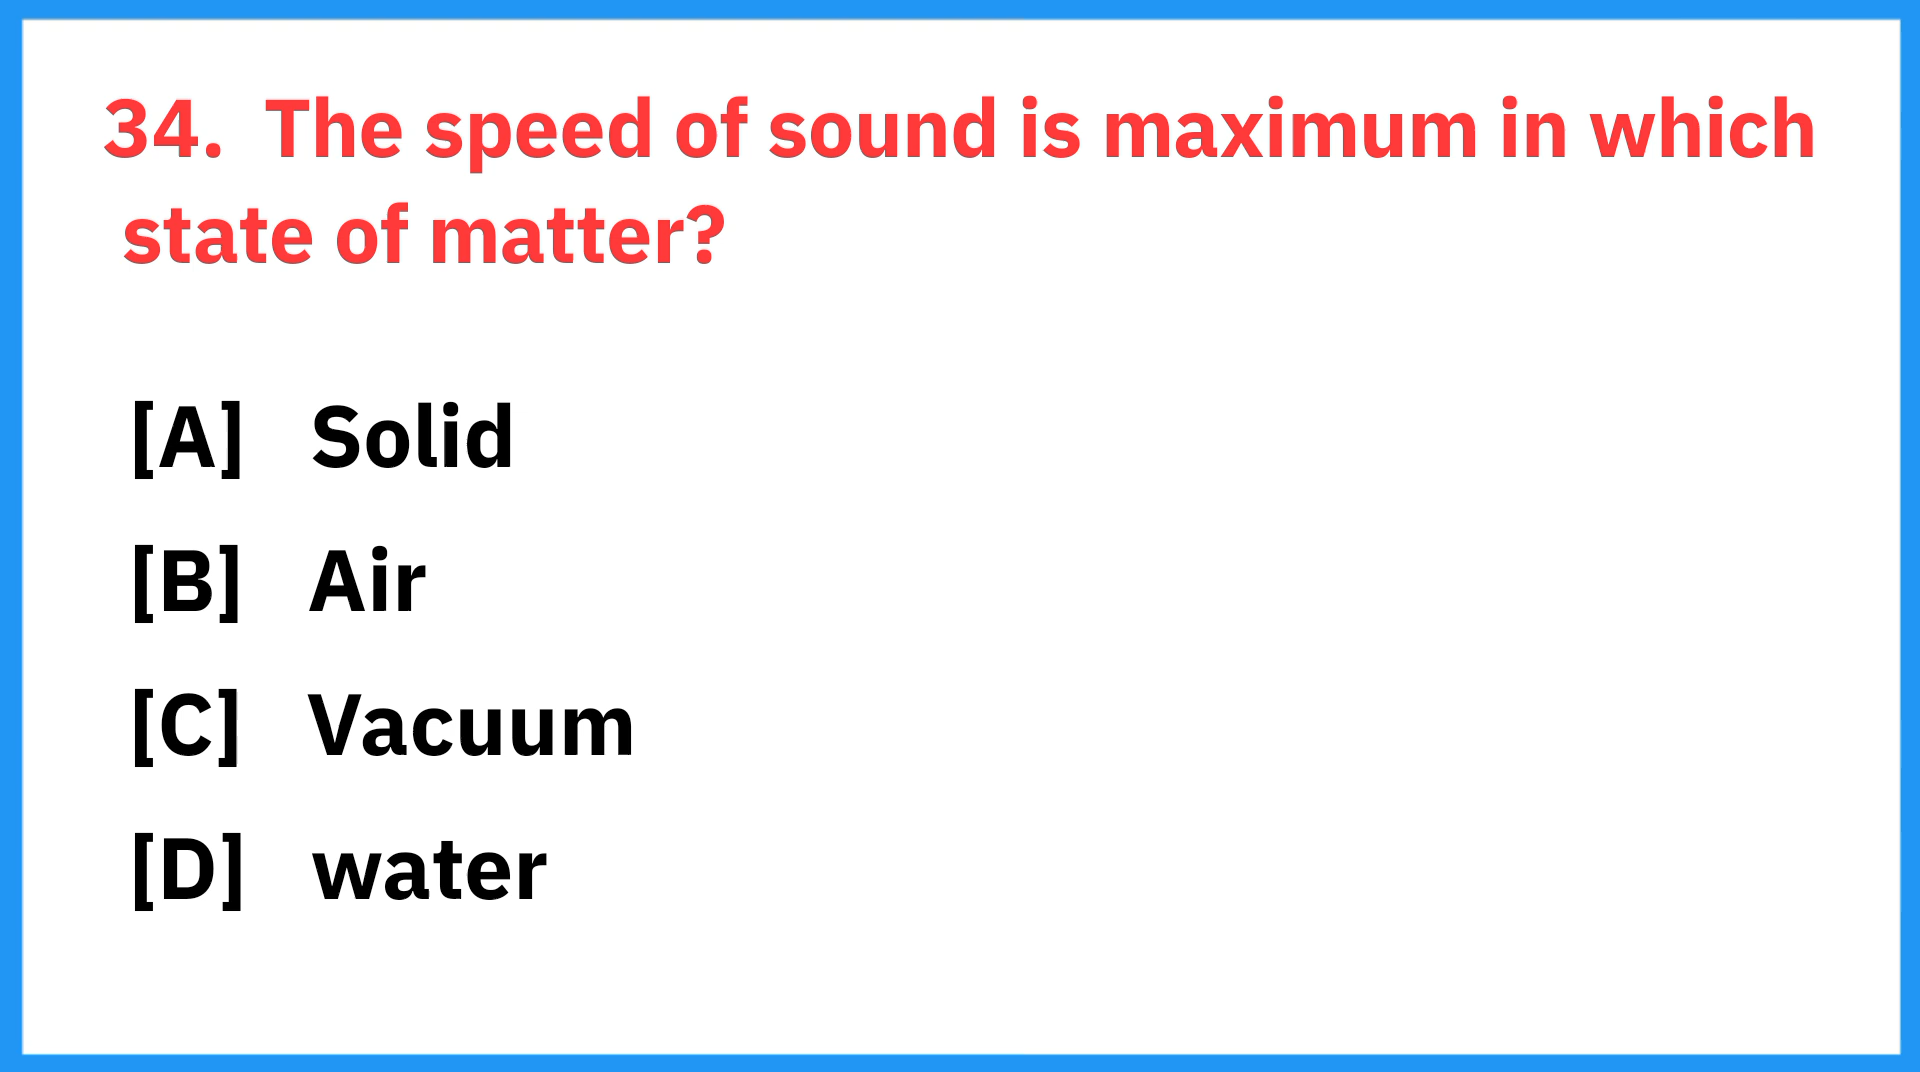 34. The speed of sound is maximum in which
state of matter?
[A] Solid
[B] Air
[C] Vacuum
[D] water